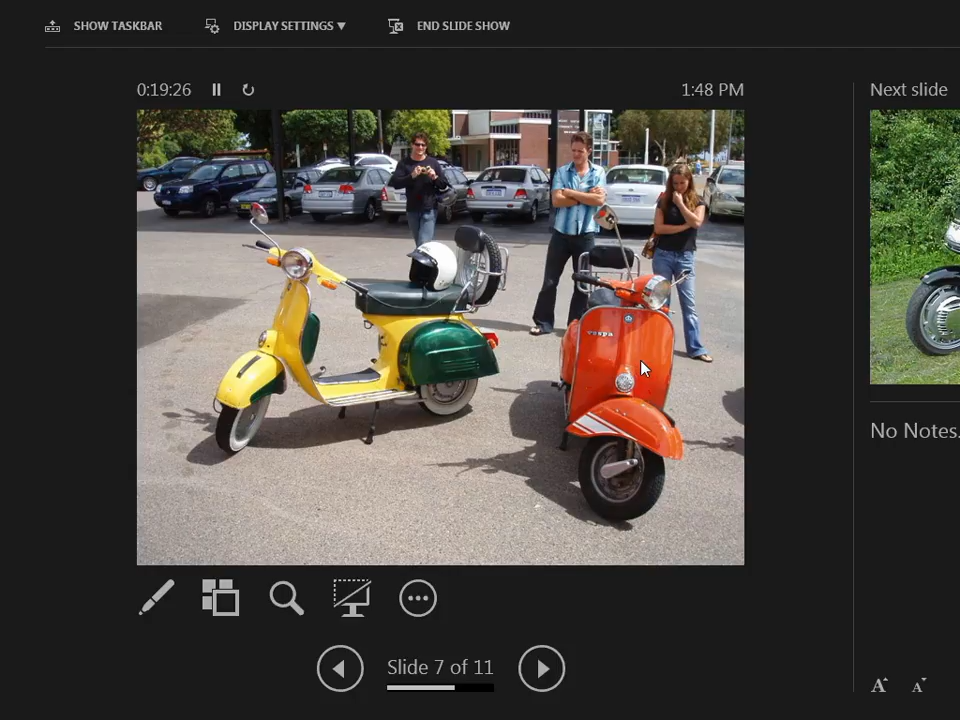 SHOW TASKBAR
DISPLAY SETTINGS ▼
END SLIDE SHOW
0:19:26
1:48 PM
Next slide
vespa
No Notes.
Slide 7 of 11
A
A